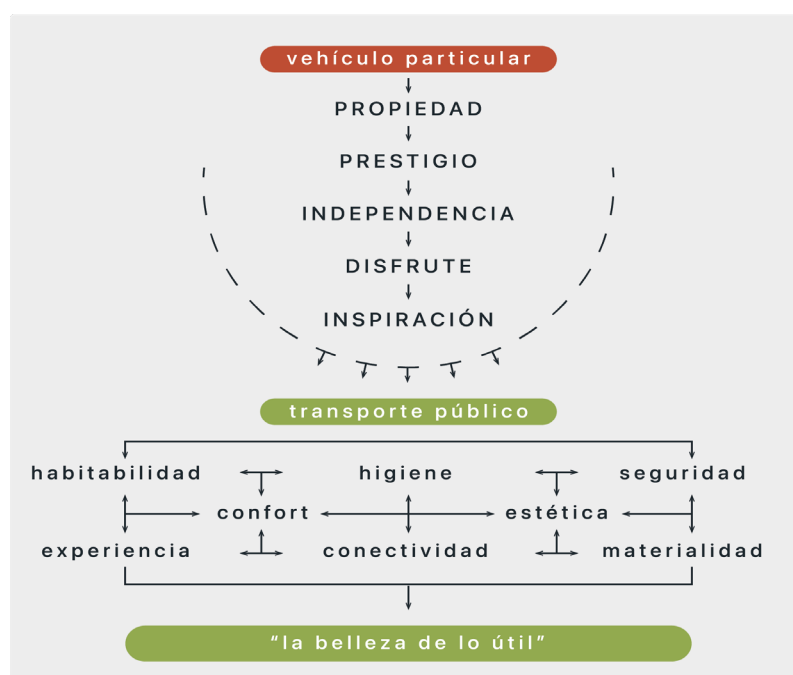 vehículo particular
PROPIEDAD
PRESTIGIO
INDEPENDENCIA
DISFRUTE
INSPIRACIÓN
transporte público
habitabilidad higiene seguridad
confort estética
experiencia conectividad materialidad
“la belleza de lo útil”